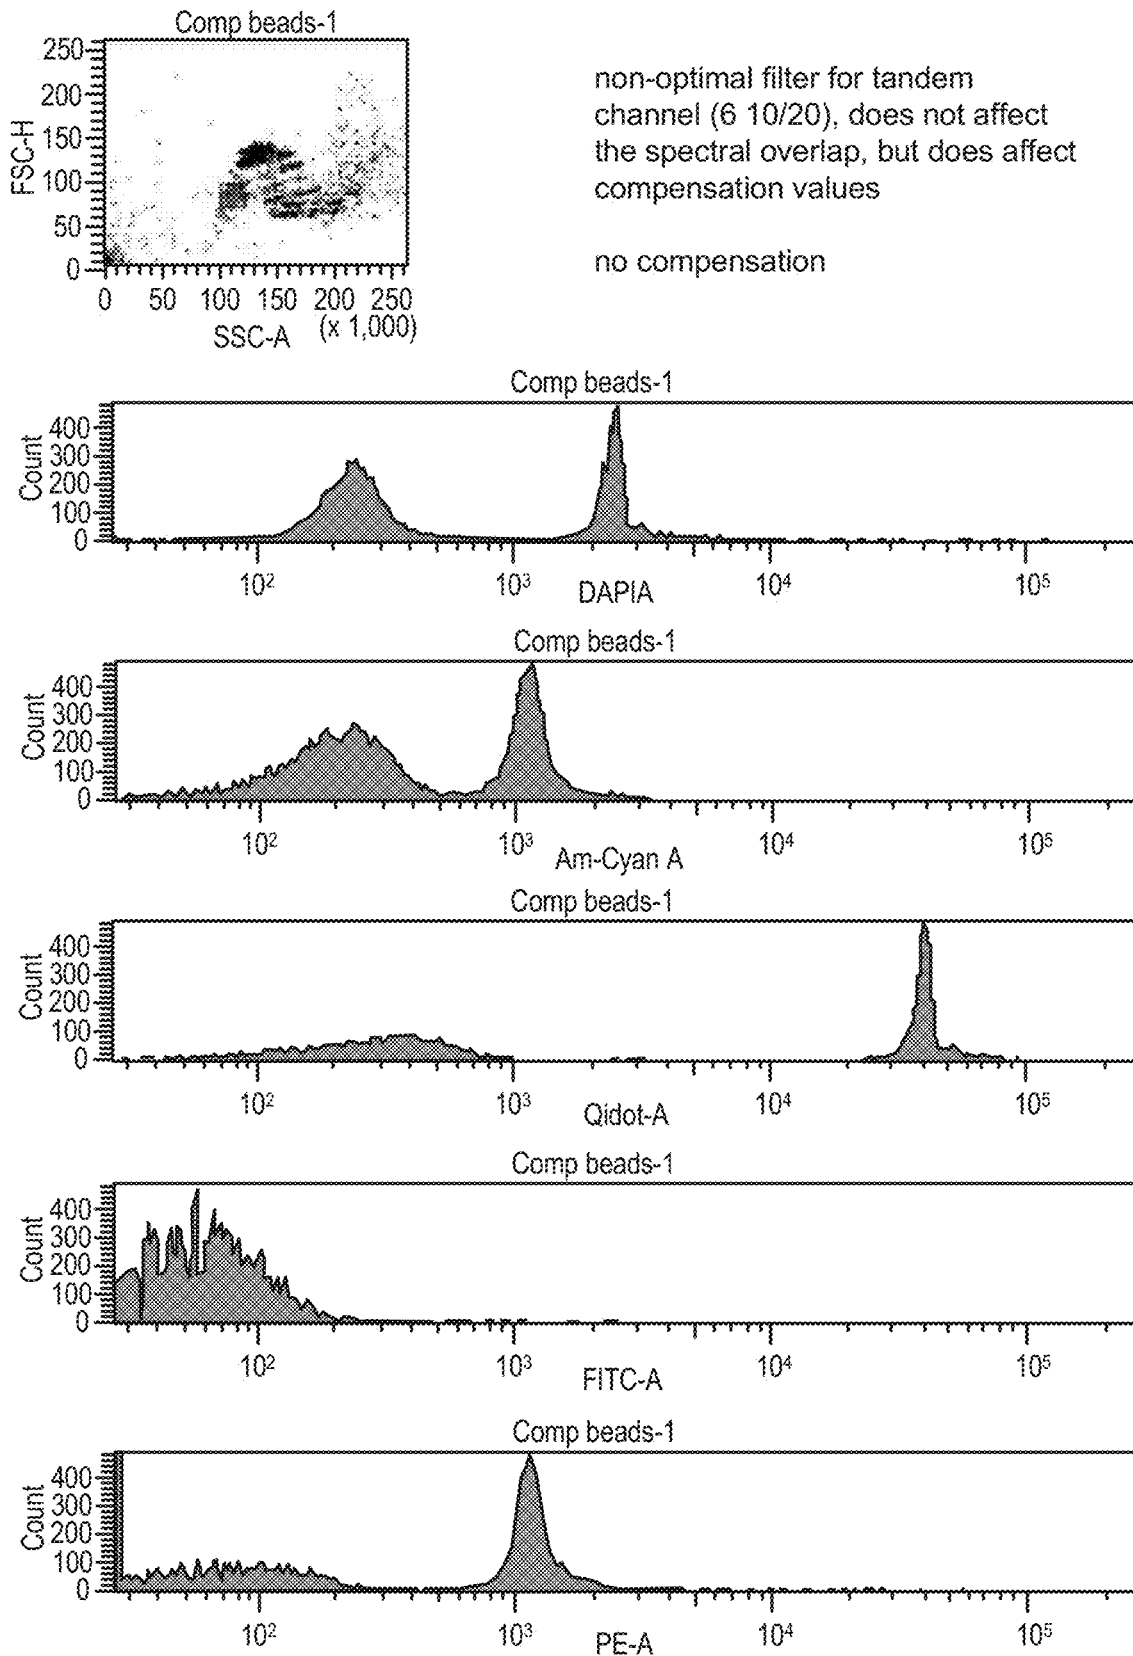 Comp beads-1
250
200
150
100
50
0
FSC-H
0 50 100 150 200 250
SSC-A (x 1,000)
non-optimal filter for tandem
channel (6 10/20), does not affect
the spectral overlap, but does affect
compensation values
no compensation
Comp beads-1
Count
400
300
200
100
0
10² 10³ 10⁴ 10⁵
DAPIA
Comp beads-1
Count
400
300
200
100
0
10² 10³ 10⁴ 10⁵
Am-Cyan A
Comp beads-1
Count
400
300
200
100
0
10² 10³ 10⁴ 10⁵
Qidot-A
Comp beads-1
Count
400
300
200
100
0
10² 10³ 10⁴ 10⁵
FITC-A
Comp beads-1
Count
400
300
200
100
0
10² 10³ 10⁴ 10⁵
PE-A